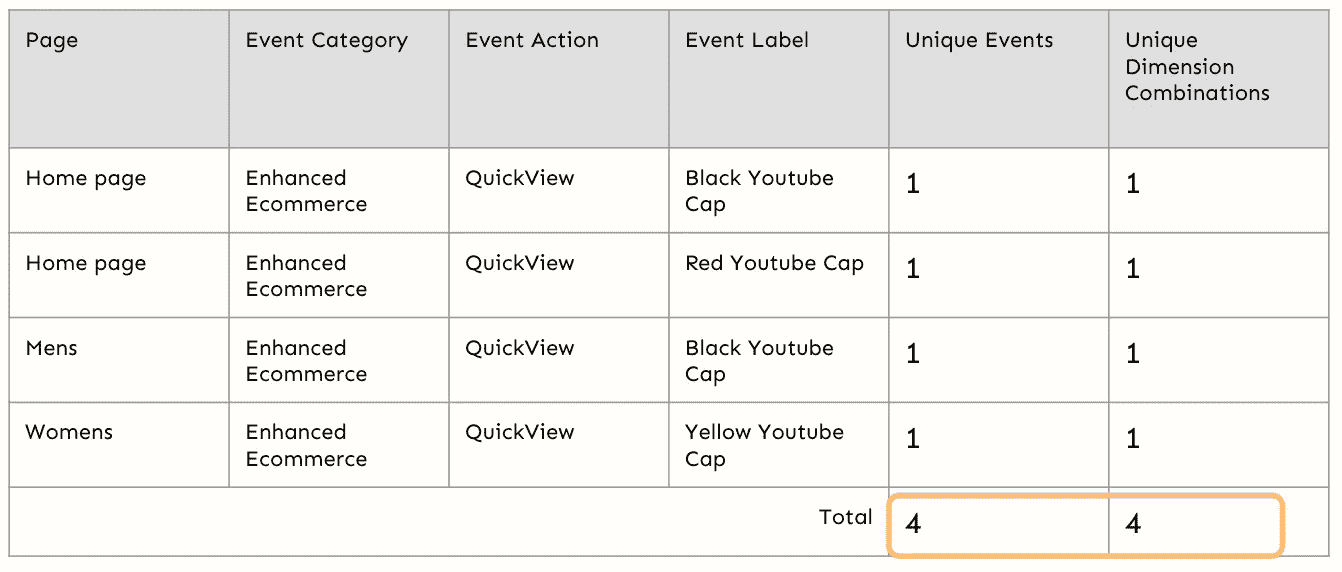 Page Event Category Event Action Event Label Unique Events Unique
Dimension
Combinations
Home page Enhanced QuickView Black Youtube 1 1
Ecommerce Cap
Home page Enhanced QuickView Red Youtube Cap 1 1
Ecommerce
Mens Enhanced QuickView Black Youtube 1 1
Ecommerce Cap
Womens Enhanced QuickView Yellow Youtube 1 1
Ecommerce Cap
Total 4 4